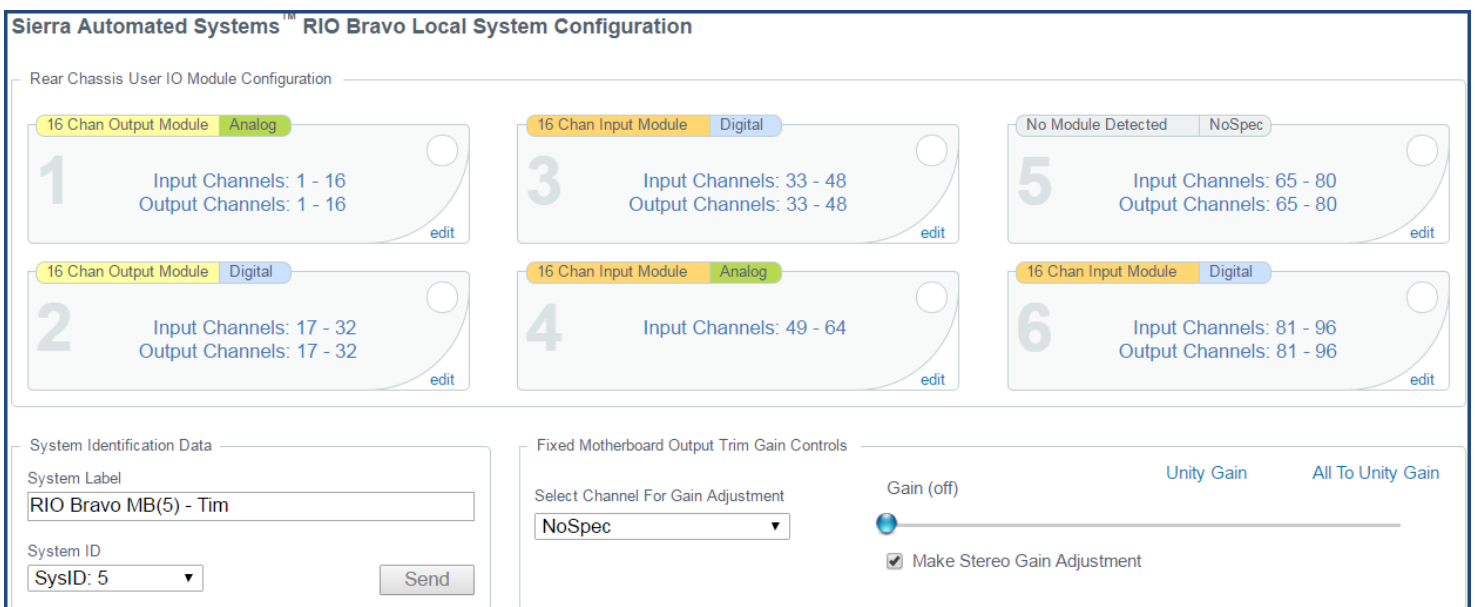 Sierra Automated Systems™ RIO Bravo Local System Configuration
Rear Chassis User IO Module Configuration
16 Chan Output Module Analog
1
Input Channels: 1 - 16
Output Channels: 1 - 16
edit
16 Chan Input Module Digital
3
Input Channels: 33 - 48
Output Channels: 33 - 48
edit
No Module Detected NoSpec
5
Input Channels: 65 - 80
Output Channels: 65 - 80
edit
16 Chan Output Module Digital
2
Input Channels: 17 - 32
Output Channels: 17 - 32
edit
16 Chan Input Module Analog
4
Input Channels: 49 - 64
edit
16 Chan Input Module Digital
6
Input Channels: 81 - 96
Output Channels: 81 - 96
edit
System Identification Data
System Label
RIO Bravo MB(5) - Tim
System ID
SysID: 5
Send
Fixed Motherboard Output Trim Gain Controls
Select Channel For Gain Adjustment
NoSpec
Gain (off)
Unity Gain
All To Unity Gain
Make Stereo Gain Adjustment